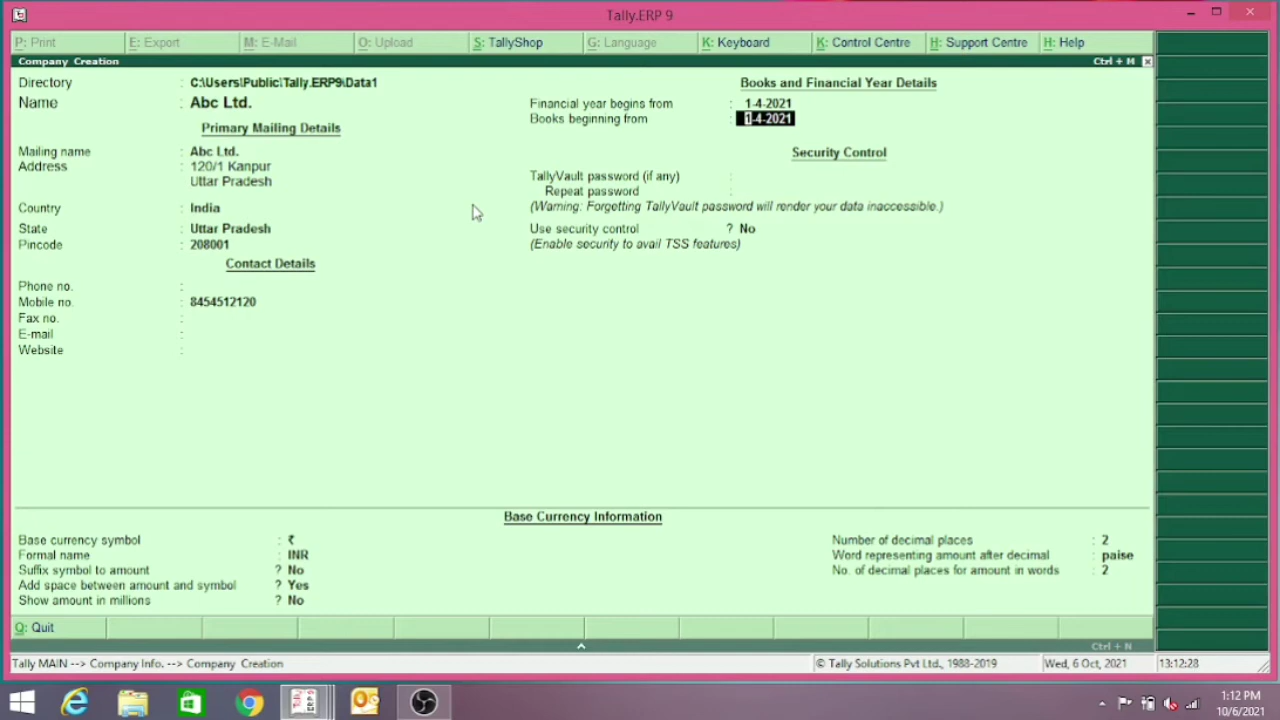 Tally.ERP 9
P: Print E: Export M: E-Mail O: Upload S: TallyShop G: Language K: Keyboard K: Control Centre H: Support Centre H: Help
Company Creation Ctrl + M
Directory : C:\Users\Public\Tally.ERP9\Data1
Name : Abc Ltd.
Primary Mailing Details
Mailing name : Abc Ltd.
Address : 120/1 Kanpur
Uttar Pradesh
Country : India
State : Uttar Pradesh
Pincode : 208001
Contact Details
Phone no. :
Mobile no. : 8454512120
Fax no. :
E-mail :
Website :
Books and Financial Year Details
Financial year begins from : 1-4-2021
Books beginning from : 1-4-2021
Security Control
TallyVault password (if any) :
Repeat password :
(Warning: Forgetting TallyVault password will render your data inaccessible.)
Use security control ? No
(Enable security to avail TSS features)
Base Currency Information
Base currency symbol : ₹
Formal name : INR
Suffix symbol to amount ? No
Add space between amount and symbol ? Yes
Show amount in millions ? No
Number of decimal places : 2
Word representing amount after decimal : paise
No. of decimal places for amount in words : 2
Q: Quit
Ctrl + N
Tally MAIN --> Company Info. --> Company Creation © Tally Solutions Pvt Ltd., 1988-2019 Wed, 6 Oct, 2021 13:12:28
1:12 PM
10/6/2021